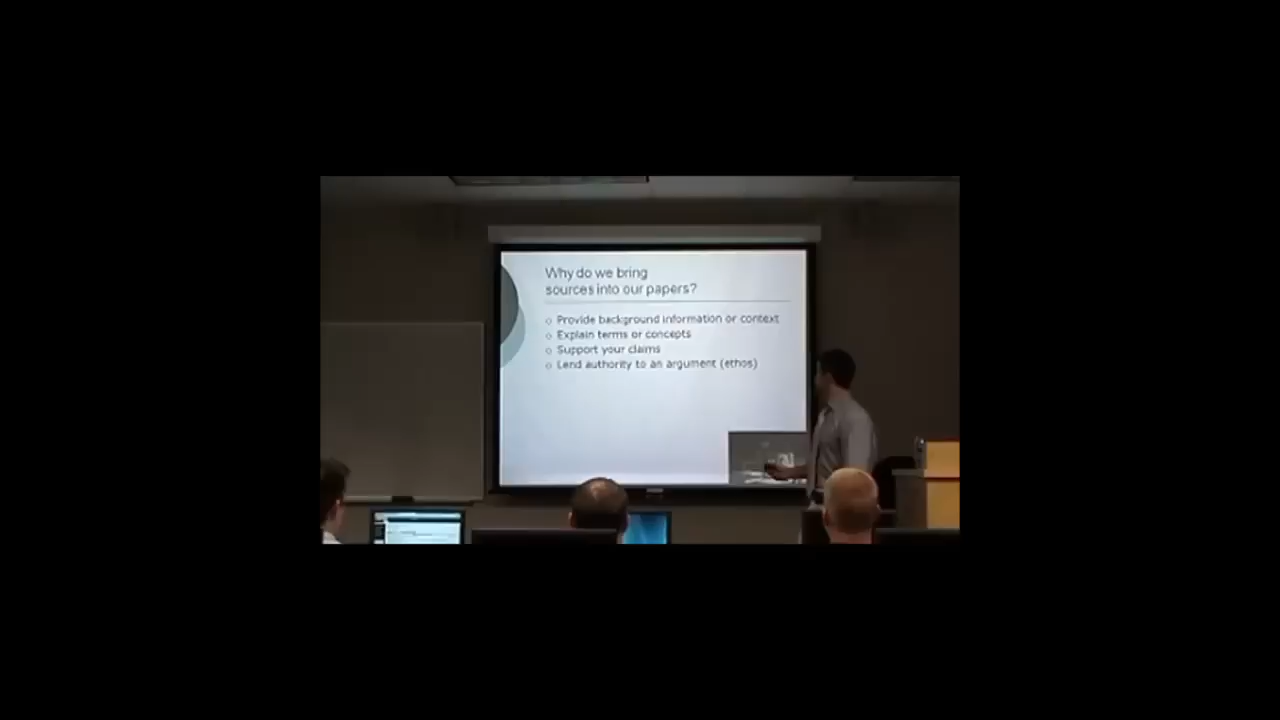 Why do we bring
sources into our papers?
o Provide background information or context
o Explain terms or concepts
o Support your claims
o Lend authority to an argument (ethos)